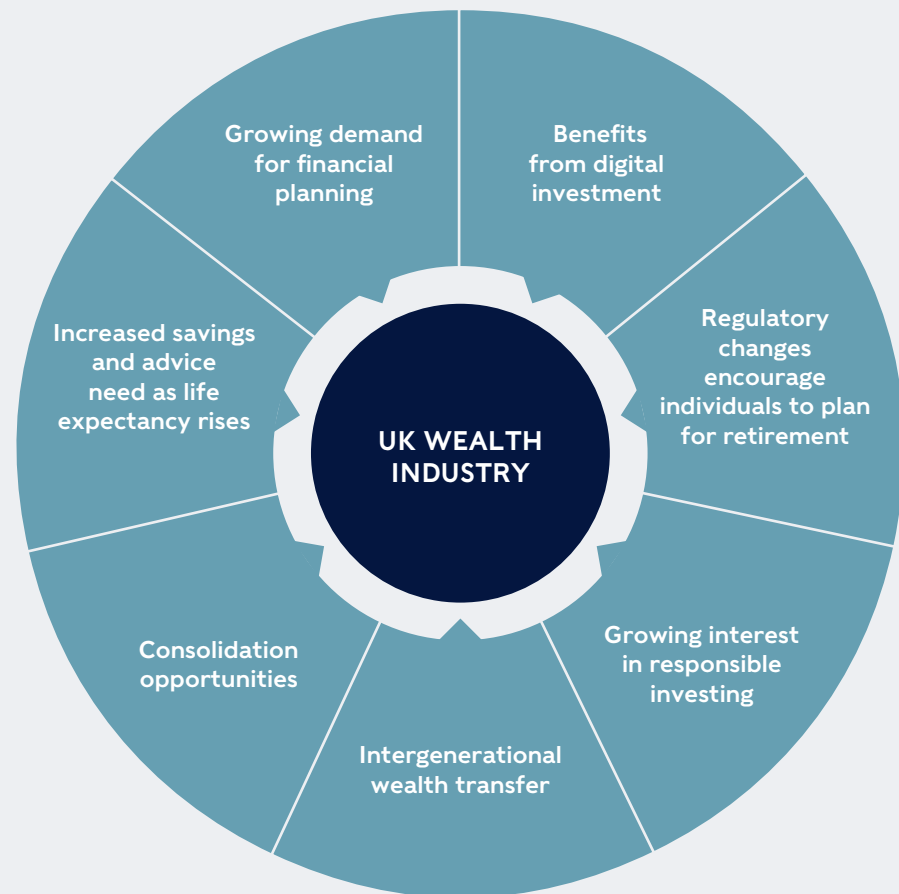 Growing demand
for financial
planning
Benefits
from digital
investment
Regulatory
changes
encourage
individuals to plan
for retirement
Growing interest
in responsible
investing
Intergenerational
wealth transfer
Consolidation
opportunities
Increased savings
and advice
need as life
expectancy rises
UK WEALTH
INDUSTRY